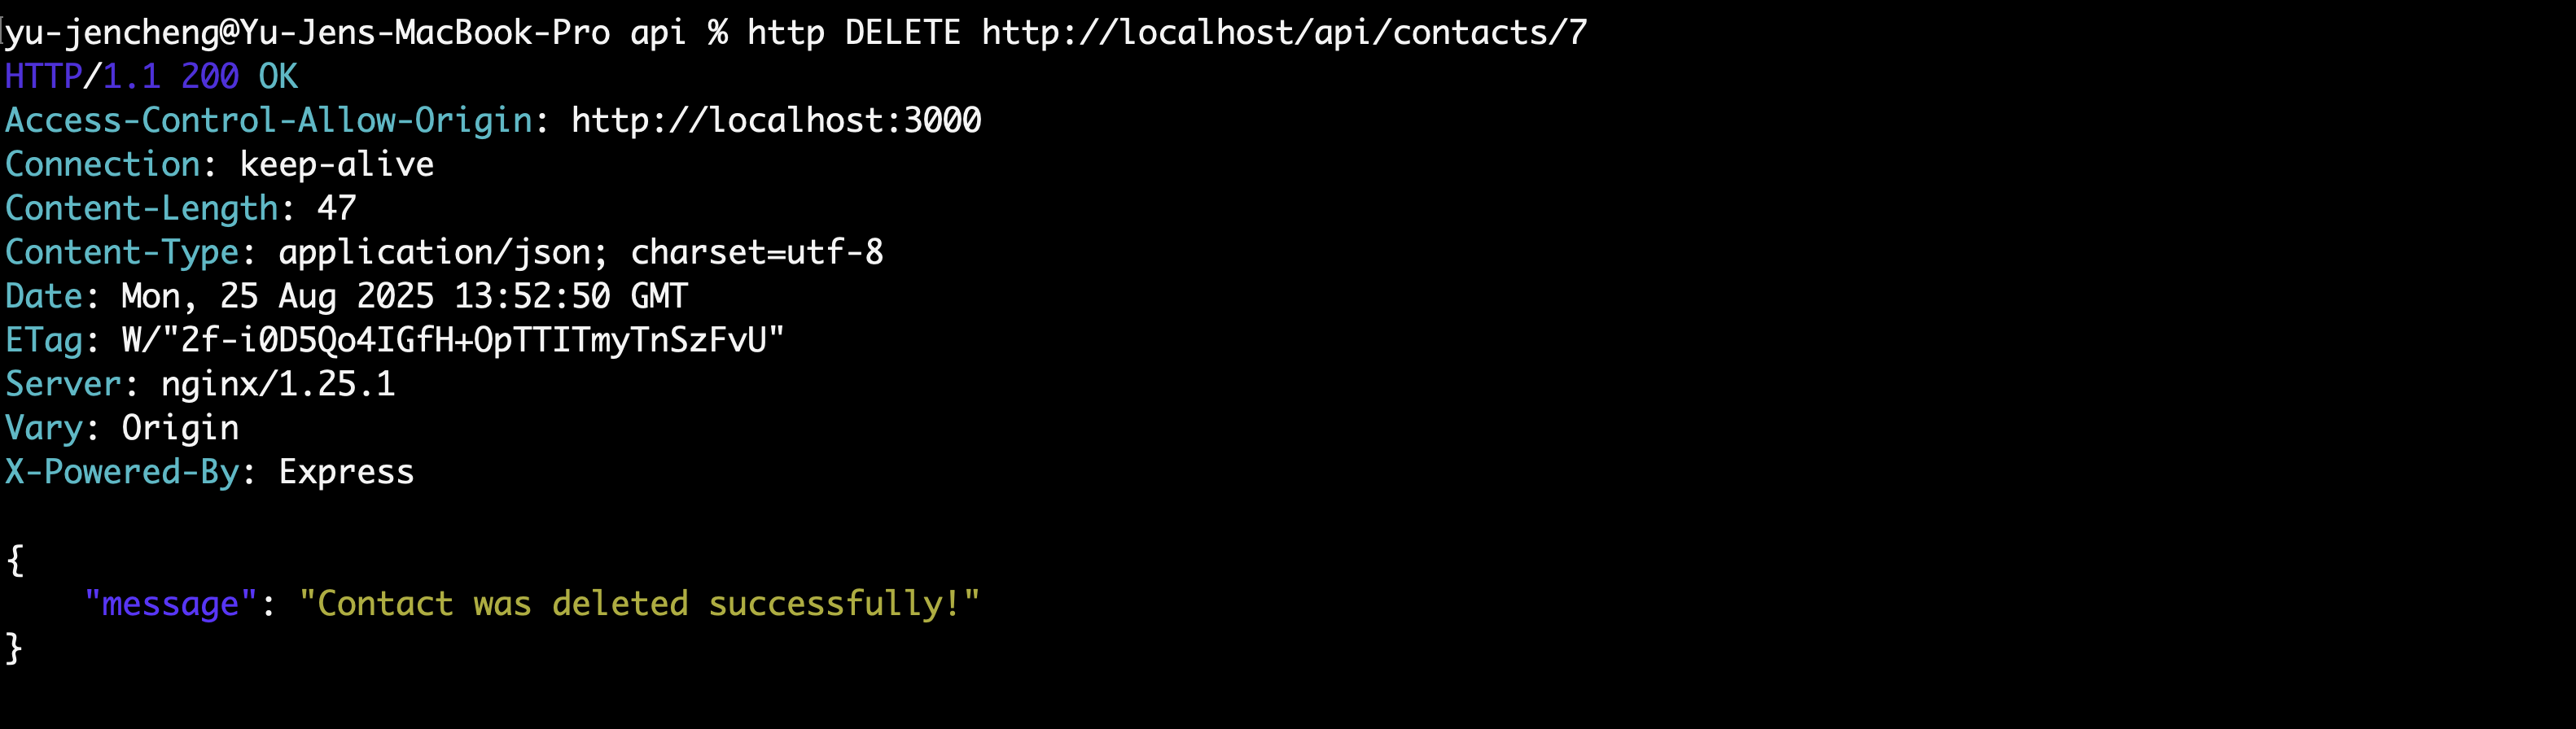 yu-jencheng@Yu-Jens-MacBook-Pro api % http DELETE http://localhost/api/contacts/7
HTTP/1.1 200 OK
Access-Control-Allow-Origin: http://localhost:3000
Connection: keep-alive
Content-Length: 47
Content-Type: application/json; charset=utf-8
Date: Mon, 25 Aug 2025 13:52:50 GMT
ETag: W/"2f-i0D5Qo4IGfH+OpTTITmyTnSzFvU"
Server: nginx/1.25.1
Vary: Origin
X-Powered-By: Express

{
    "message": "Contact was deleted successfully!"
}